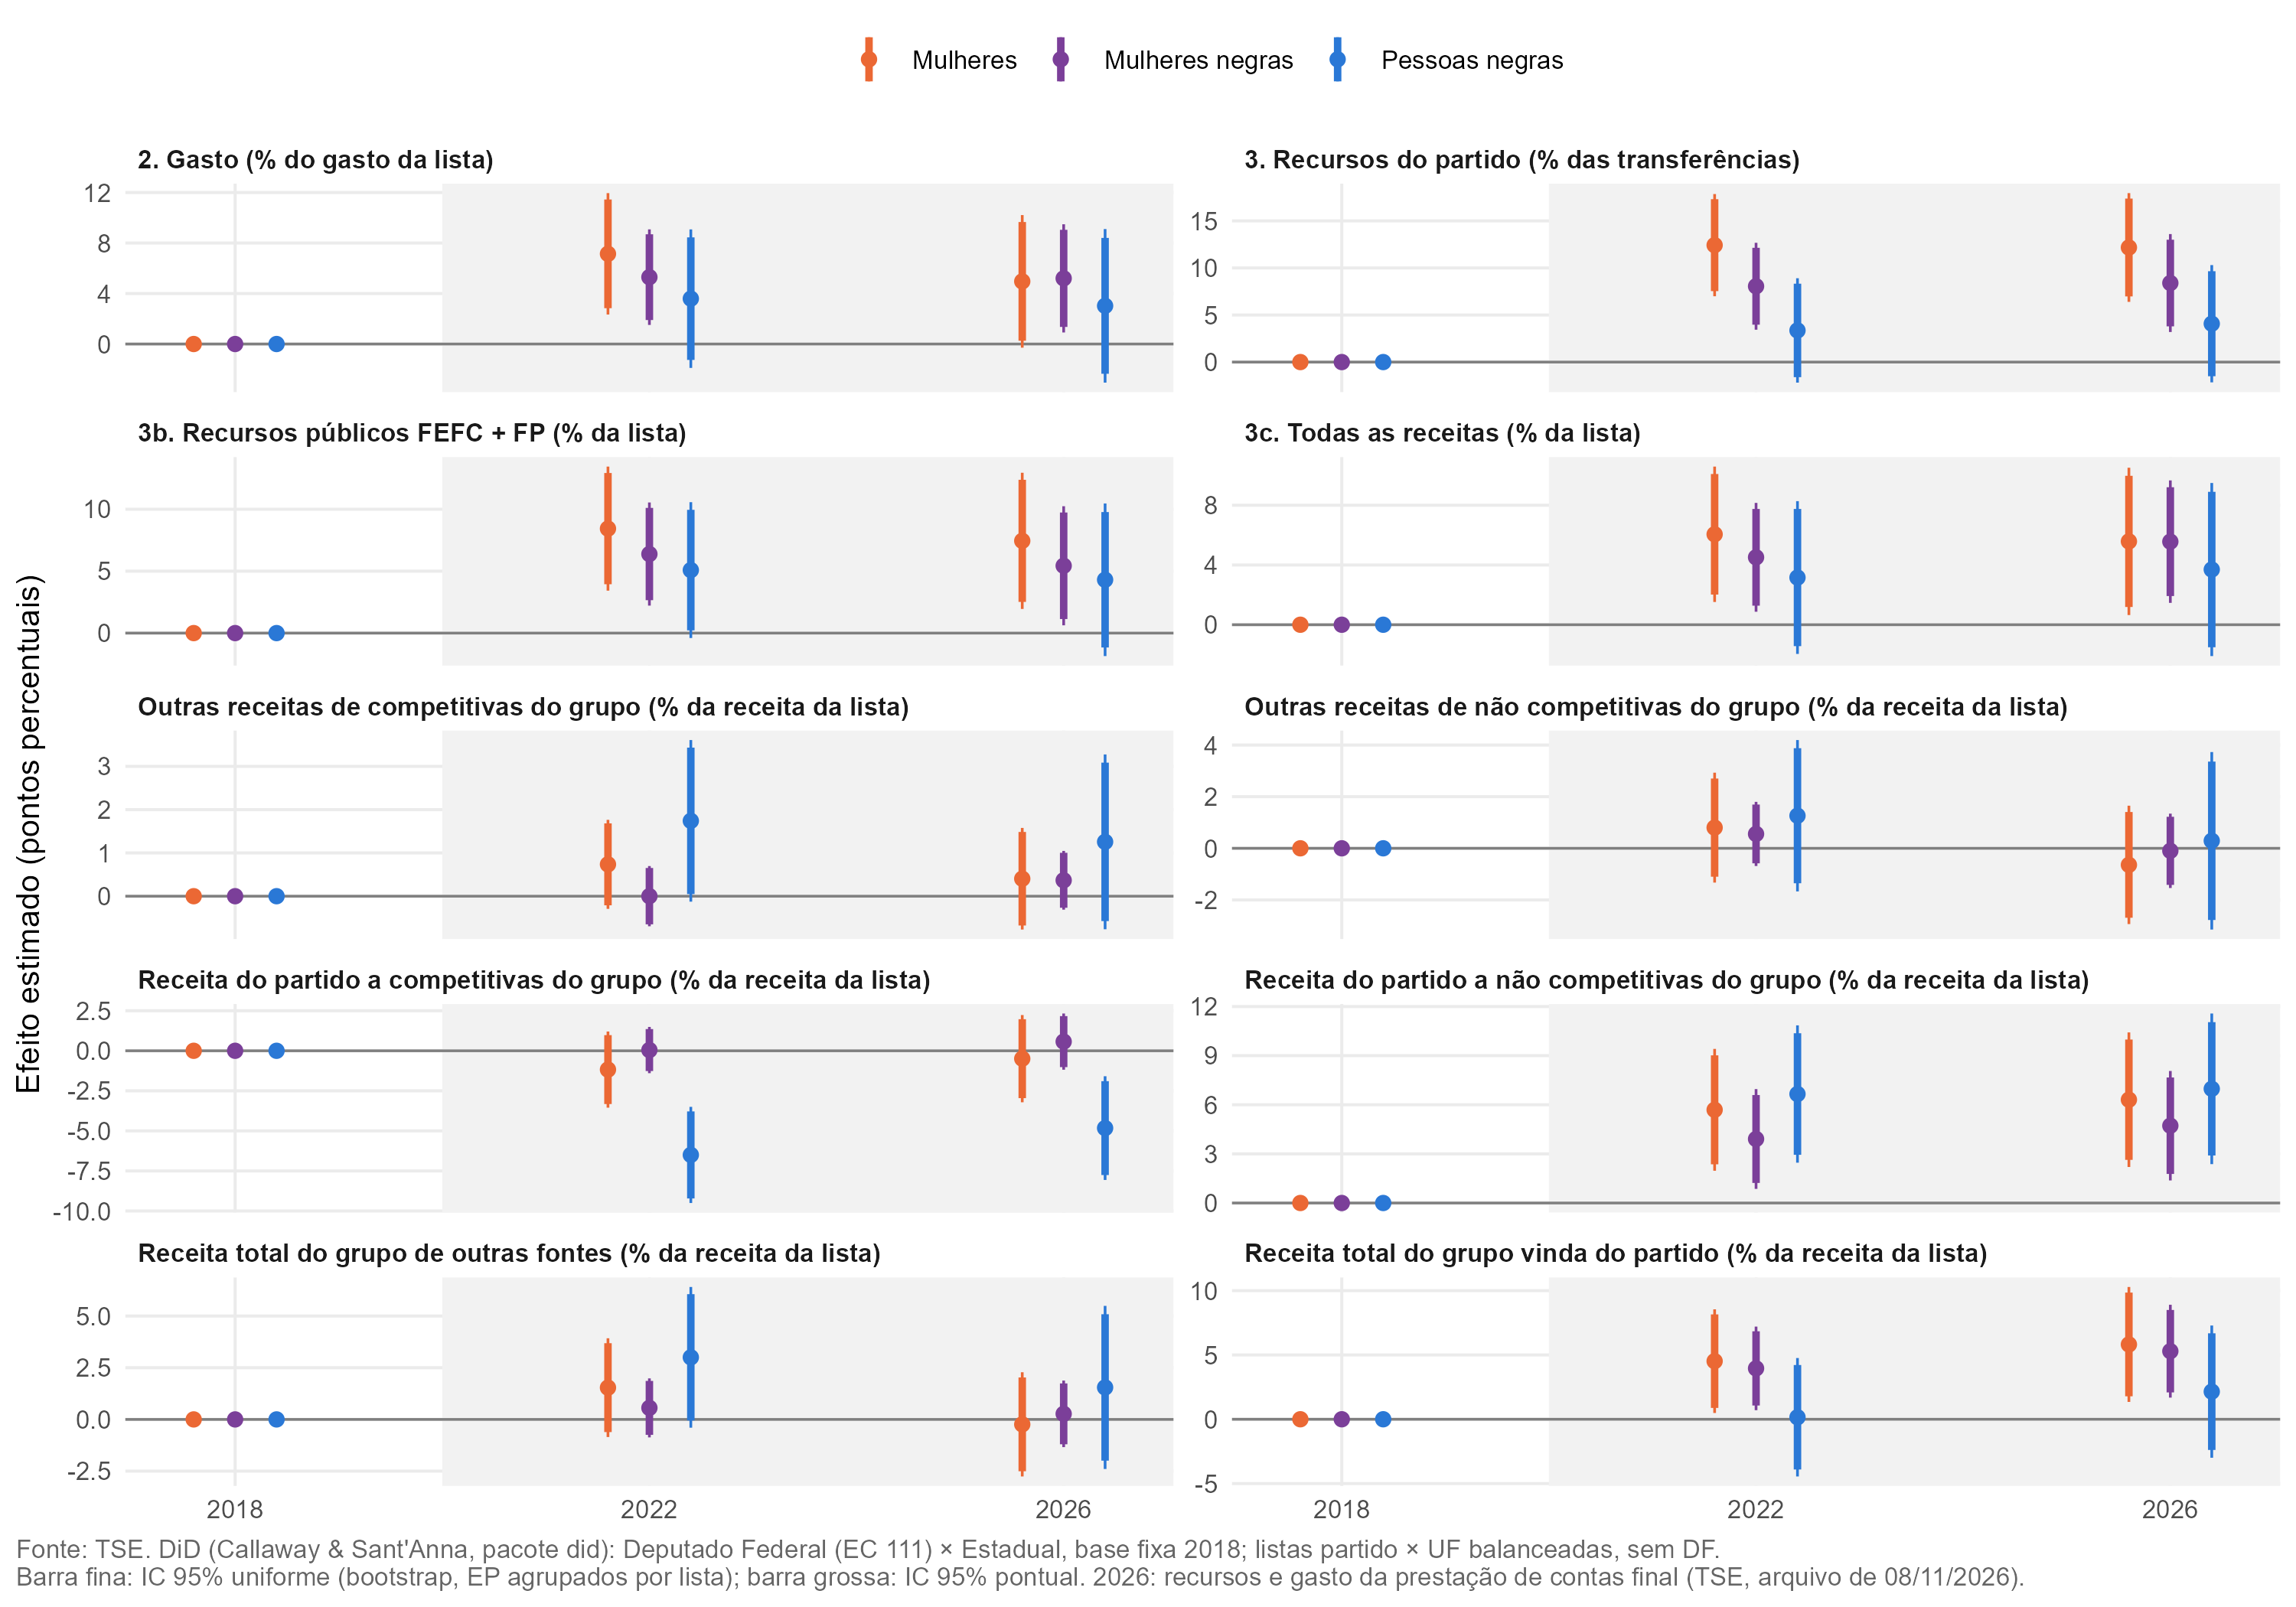 Mulheres
Mulheres negras
Pessoas negras
Efeito estimado (pontos percentuais)
2. Gasto (% do gasto da lista)
12
8
4
0
3. Recursos do partido (% das transferências)
15
10
5
0
3b. Recursos públicos FEFC + FP (% da lista)
10
5
0
3c. Todas as receitas (% da lista)
8
4
0
Outras receitas de competitivas do grupo (% da receita da lista)
3
2
1
0
Outras receitas de não competitivas do grupo (% da receita da lista)
4
2
0
-2
Receita do partido a competitivas do grupo (% da receita da lista)
2.5
0.0
-2.5
-5.0
-7.5
-10.0
Receita do partido a não competitivas do grupo (% da receita da lista)
12
9
6
3
0
Receita total do grupo de outras fontes (% da receita da lista)
5.0
2.5
0.0
-2.5
2018
2022
2026
Receita total do grupo vinda do partido (% da receita da lista)
10
5
0
-5
2018
2022
2026
Fonte: TSE. DiD (Callaway & Sant'Anna, pacote did): Deputado Federal (EC 111) × Estadual, base fixa 2018; listas partido × UF balanceadas, sem DF.
Barra fina: IC 95% uniforme (bootstrap, EP agrupados por lista); barra grossa: IC 95% pontual. 2026: recursos e gasto da prestação de contas final (TSE, arquivo de 08/11/2026).